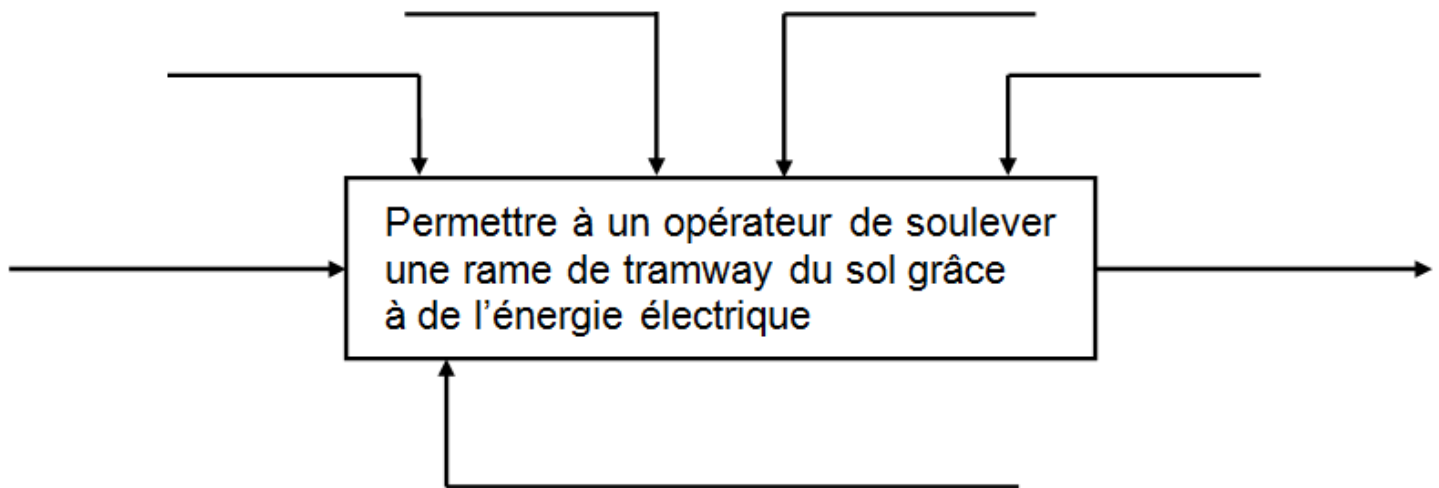 Permettre à un opérateur de soulever
une rame de tramway du sol grâce
à de l’énergie électrique